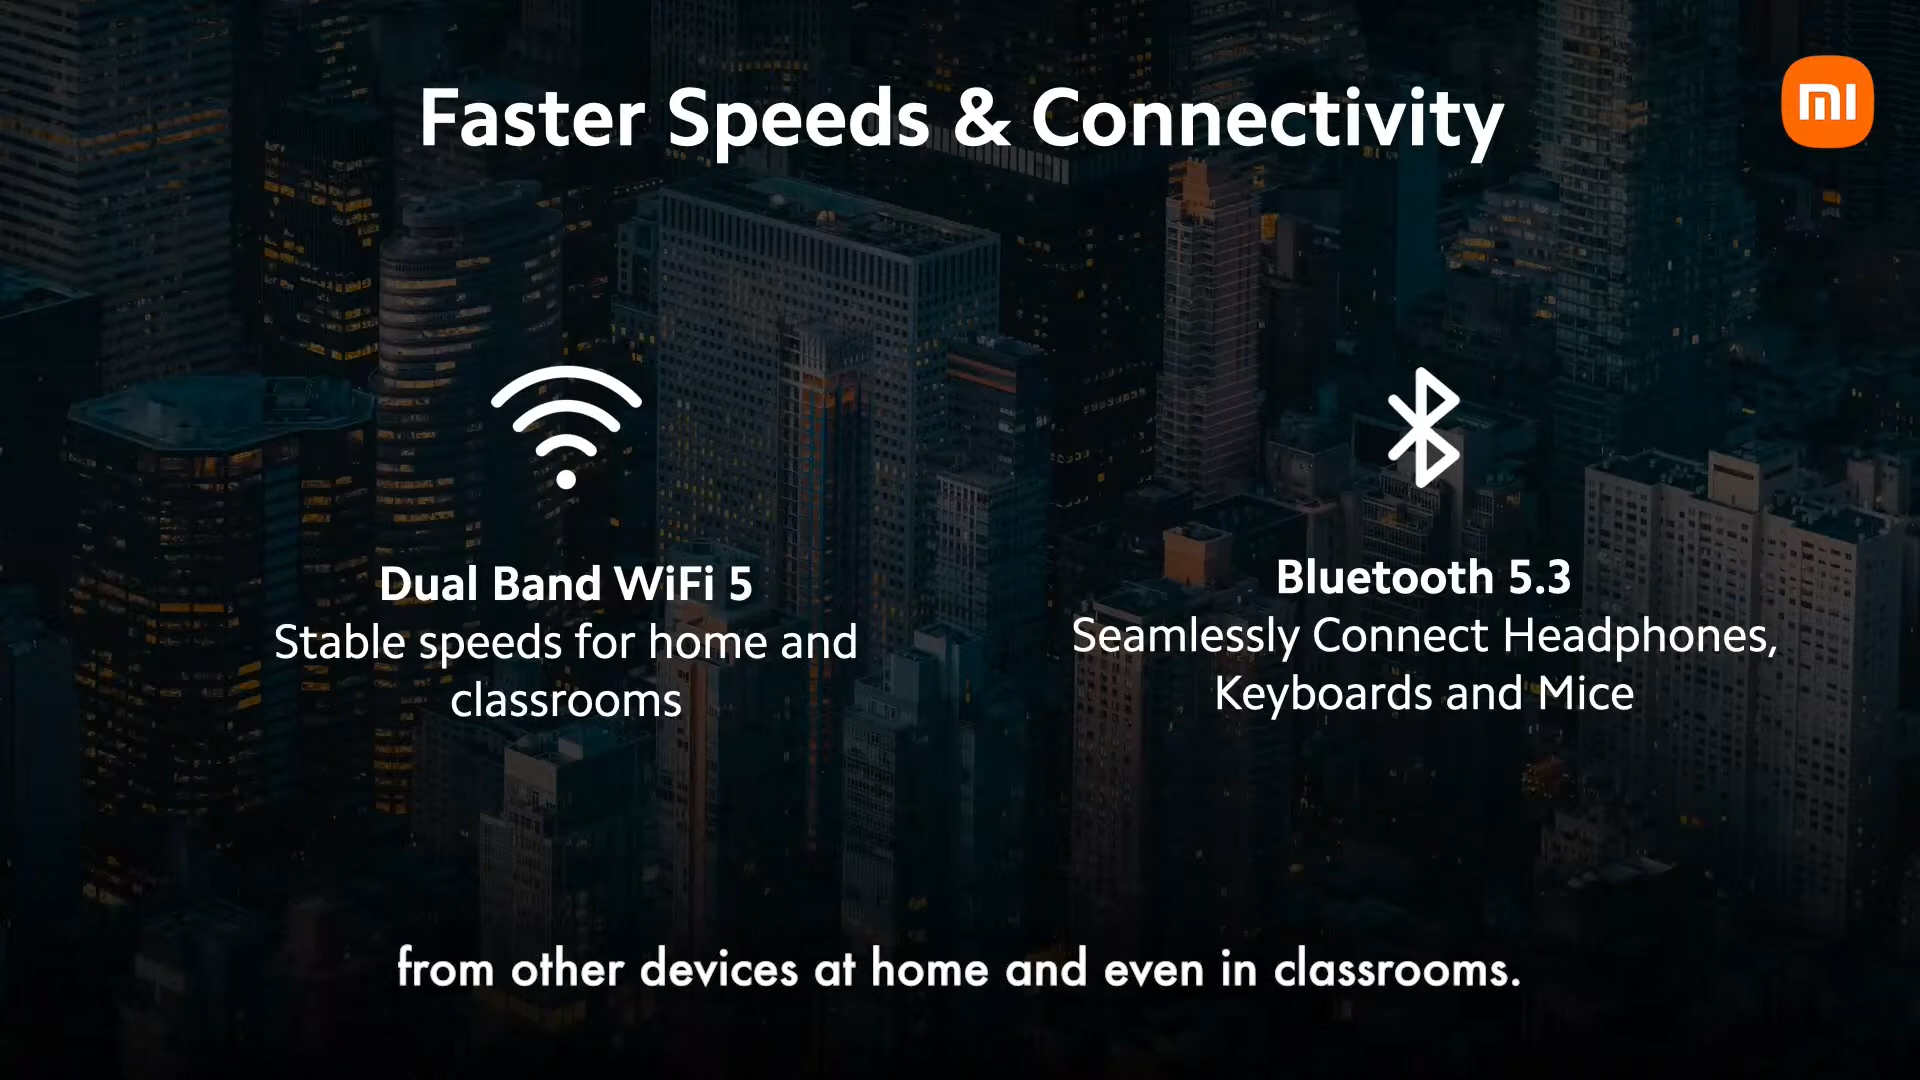 Faster Speeds & Connectivity
mi
Dual Band WiFi 5
Stable speeds for home and
classrooms
Bluetooth 5.3
Seamlessly Connect Headphones,
Keyboards and Mice
from other devices at home and even in classrooms.